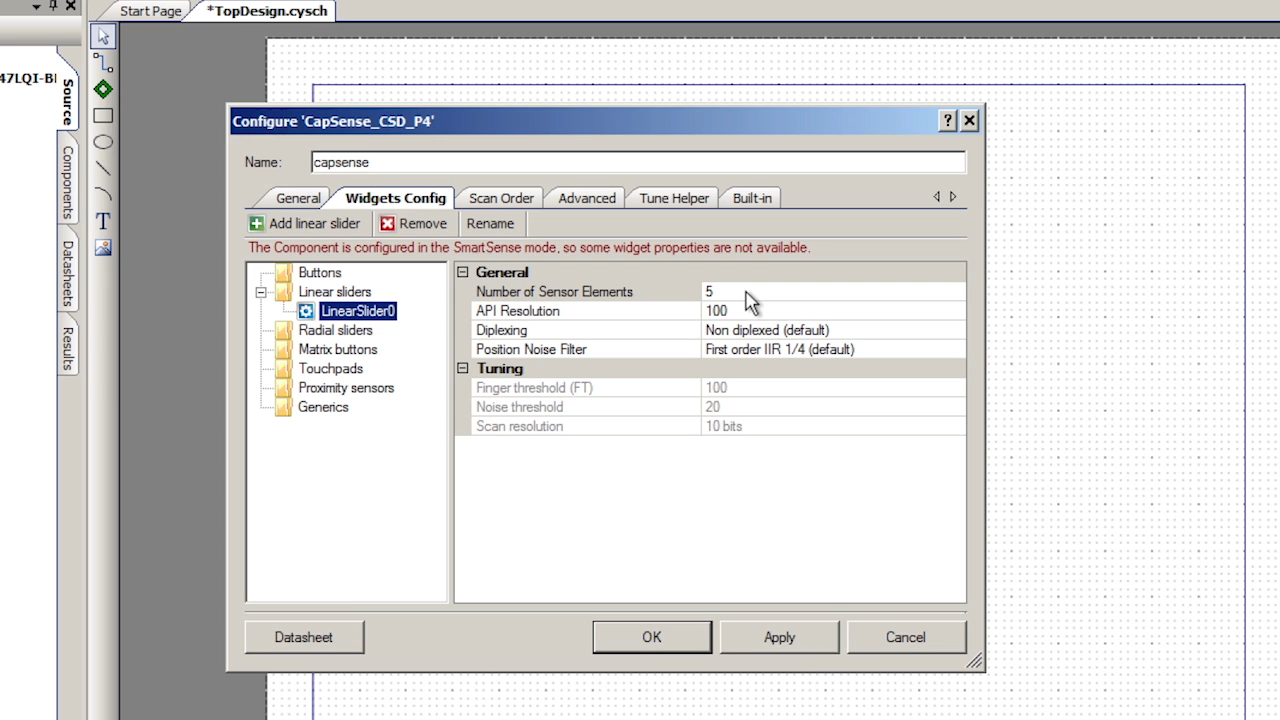 Start Page
*TopDesign.cysch
47LQI-BL
Source
Components
Datasheets
Results
T
Configure 'CapSense_CSD_P4'
Name: capsense
General Widgets Config Scan Order Advanced Tune Helper Built-in
Add linear slider Remove Rename
The Component is configured in the SmartSense mode, so some widget properties are not available.
Buttons
Linear sliders
LinearSlider0
Radial sliders
Matrix buttons
Touchpads
Proximity sensors
Generics
General
Number of Sensor Elements 5
API Resolution 100
Diplexing Non diplexed (default)
Position Noise Filter First order IIR 1/4 (default)
Tuning
Finger threshold (FT) 100
Noise threshold 20
Scan resolution 10 bits
Datasheet OK Apply Cancel